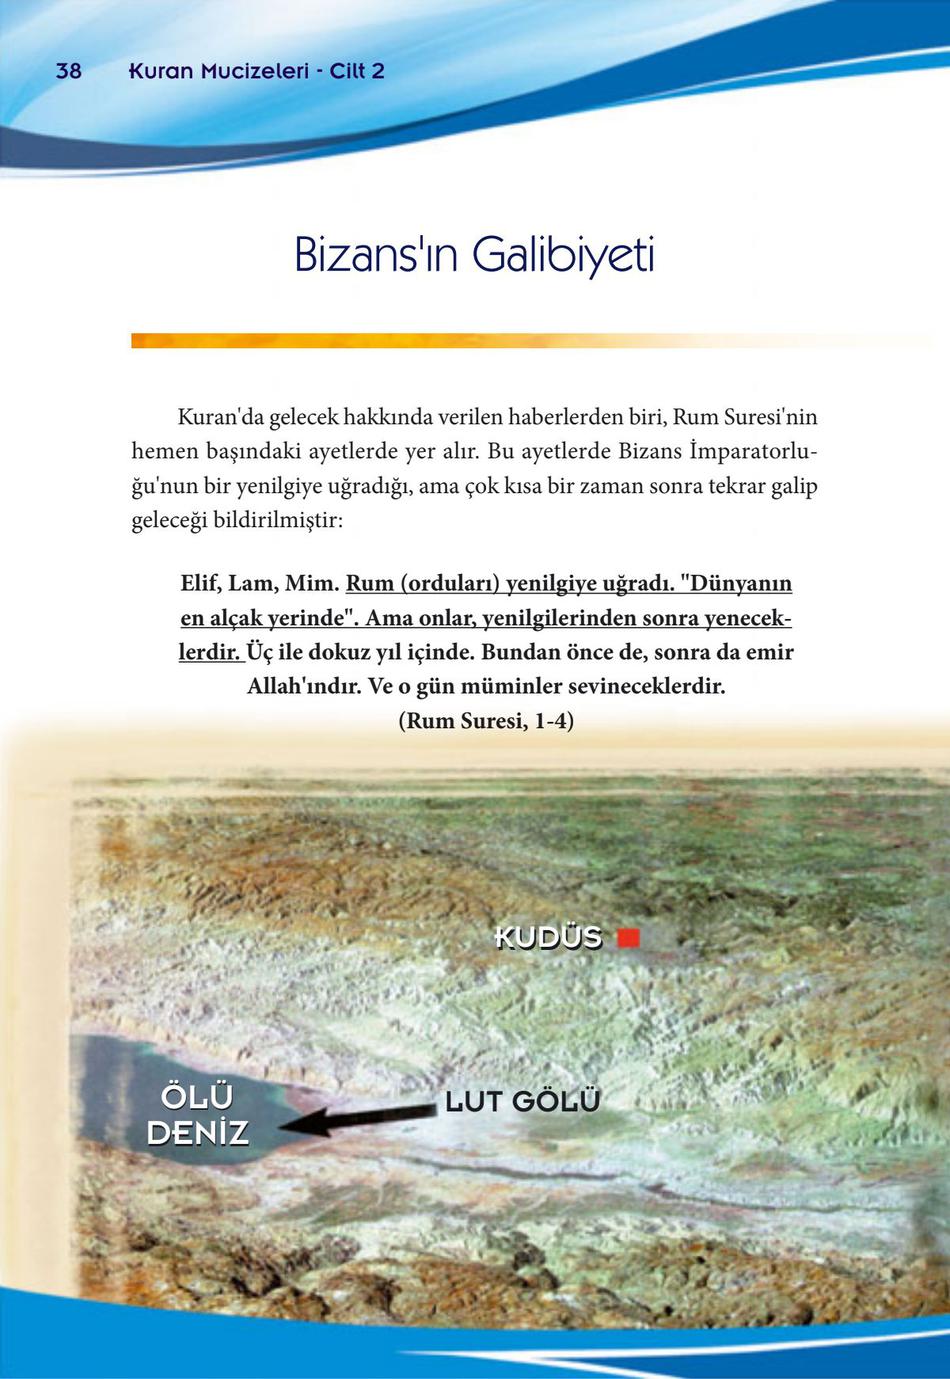 38 Kuran Mucizeleri - Cilt 2
Bizans'ın Galibiyeti
Kuran'da gelecek hakkında verilen haberlerden biri, Rum Suresi'nin
hemen başındaki ayetlerde yer alır. Bu ayetlerde Bizans İmparatorlu-
ğu'nun bir yenilgiye uğradığı, ama çok kısa bir zaman sonra tekrar galip
geleceği bildirilmiştir:
Elif, Lam, Mim. Rum (orduları) yenilgiye uğradı. "Dünyanın
en alçak yerinde". Ama onlar, yenilgilerinden sonra yenecek-
lerdir. Üç ile dokuz yıl içinde. Bundan önce de, sonra da emir
Allah'ındır. Ve o gün müminler sevineceklerdir.
(Rum Suresi, 1-4)
KUDÜS
ÖLÜ
DENİZ
LUT GÖLÜ